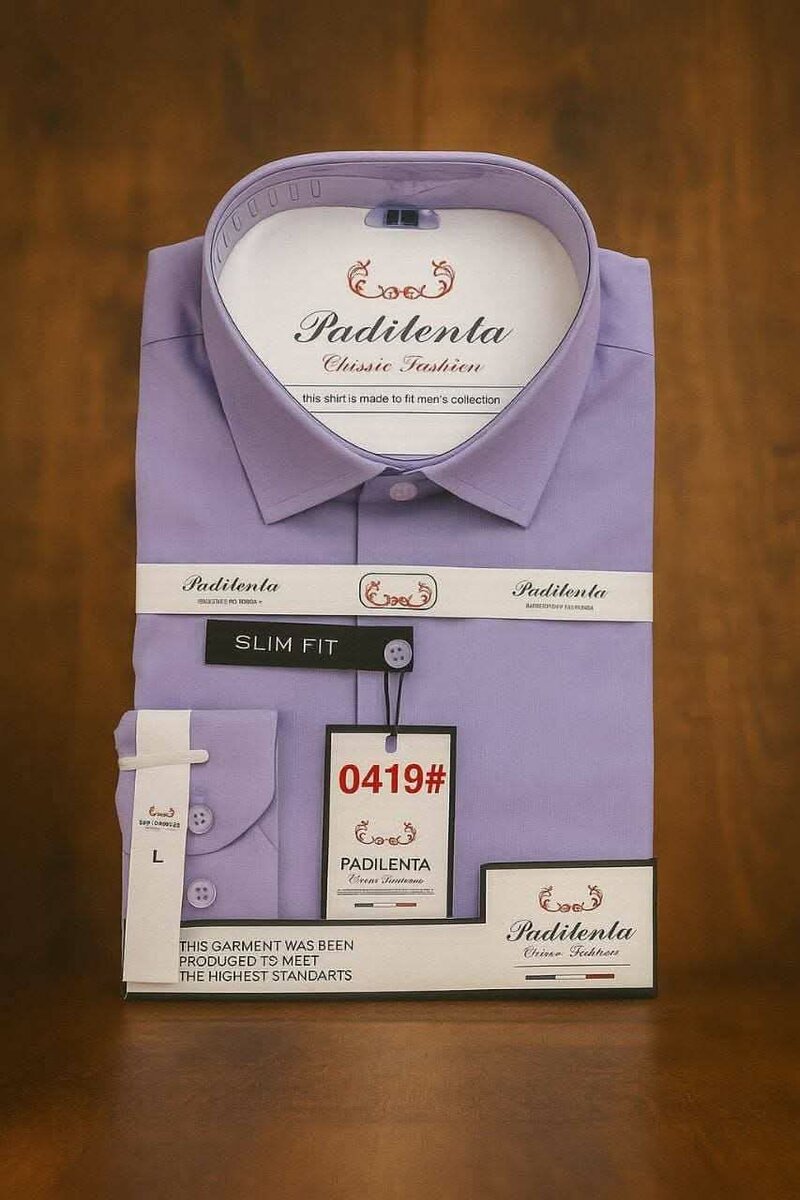 Padilenta
Chissic Fashien
this shirt is made to fit men's collection
Padilenta
Padilenta
SLIM FIT
0419#
PADILENTA
L
THIS GARMENT WAS BEEN
PRODUGED TS MEET
THE HIGHEST STANDARTS
Padilenta